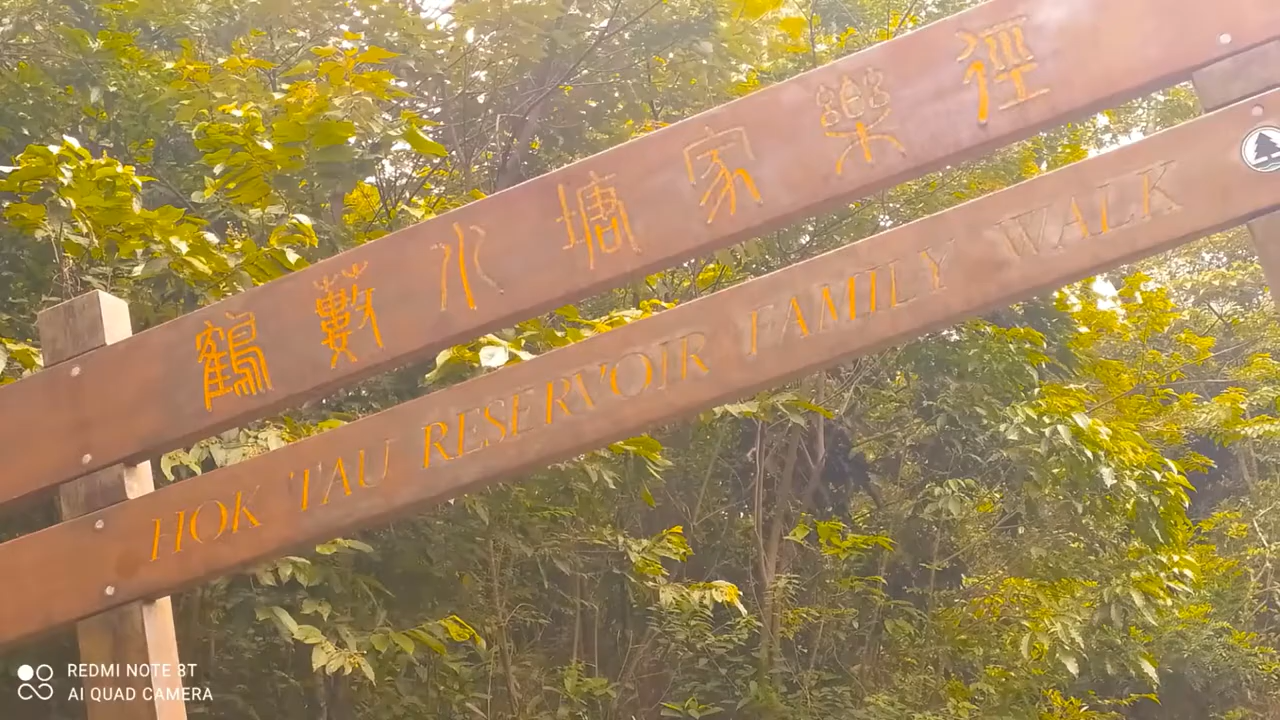 鶴藪水塘家樂徑
HOK TAU RESERVOIR FAMILY WALK
REDMI NOTE 8T
AI QUAD CAMERA